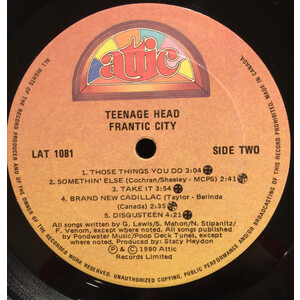 attic
TEENAGE HEAD
FRANTIC CITY
LAT 1081
SIDE TWO
1. THOSE THINGS YOU DO 3:04
2. SOMETHIN' ELSE (Cochran/Sheeley - MCPS) 2:41
3. TAKE IT 3:54
4. BRAND NEW CADILLAC (Taylor - Belinda
(Canada) 2:35
5. DISGUSTEEN 4:21
All songs written by G. Lewis/S. Mahon/N. Stipanitz/
F. Venom, except where noted. All songs published by
Pondwater Music/Poop Deck Tunes, except
where noted. Produced by: Stacy Heydon
℗ & © 1980 Attic
Records Limited
ALL RIGHTS OF THE RECORD PRODUCER AND OF THE OWNER OF THE RECORDED WORK RESERVED. UNAUTHORIZED COPYING, PUBLIC PERFORMANCE AND/OR BROADCASTING OF THIS RECORD PROHIBITED. MADE IN CANADA.